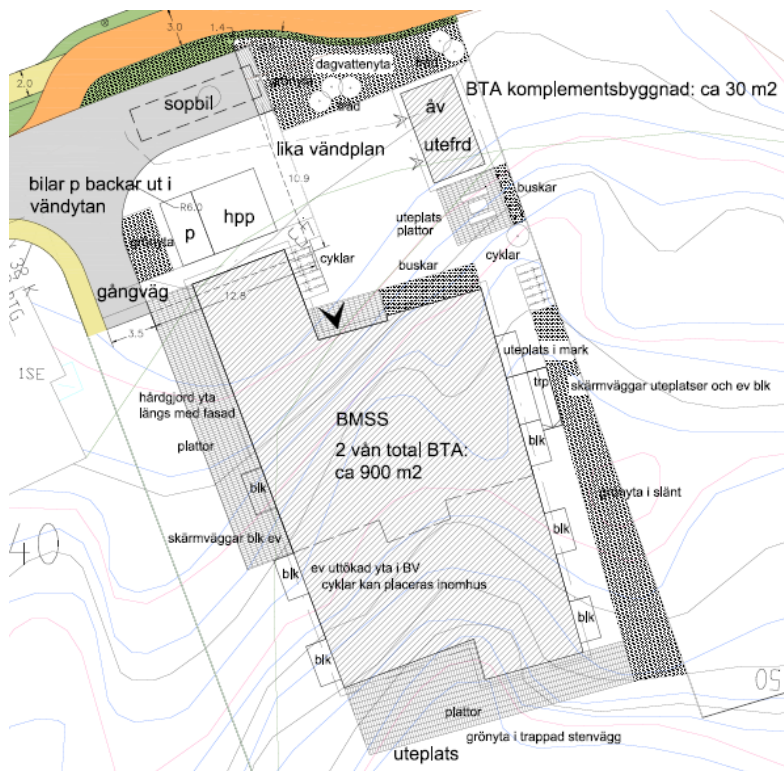 3.0
1.4
2.0
dagvattenyta
träd
grönyta
träd
sopbil
BTA komplementsbyggnad: ca 30 m2
åv
utefrd
lika vändplan
bilar p backar ut i
vändytan
10.9
R6.0
p
hpp
grönyta
buskar
uteplats
plattor
cyklar
buskar
cyklar
gångväg
12.8
3.5
1SE
uteplats i mark
trp
skärmväggar uteplatser och ev blk
hårdgjord yta
längs med fasad
plattor
BMSS
2 vån total BTA:
ca 900 m2
blk
blk
grönyta i slänt
blk
skärmväggar blk ev
blk
ev uttökad yta i BV
cyklar kan placeras inomhus
blk
blk
40
05
plattor
grönyta i trappad stenvägg
uteplats